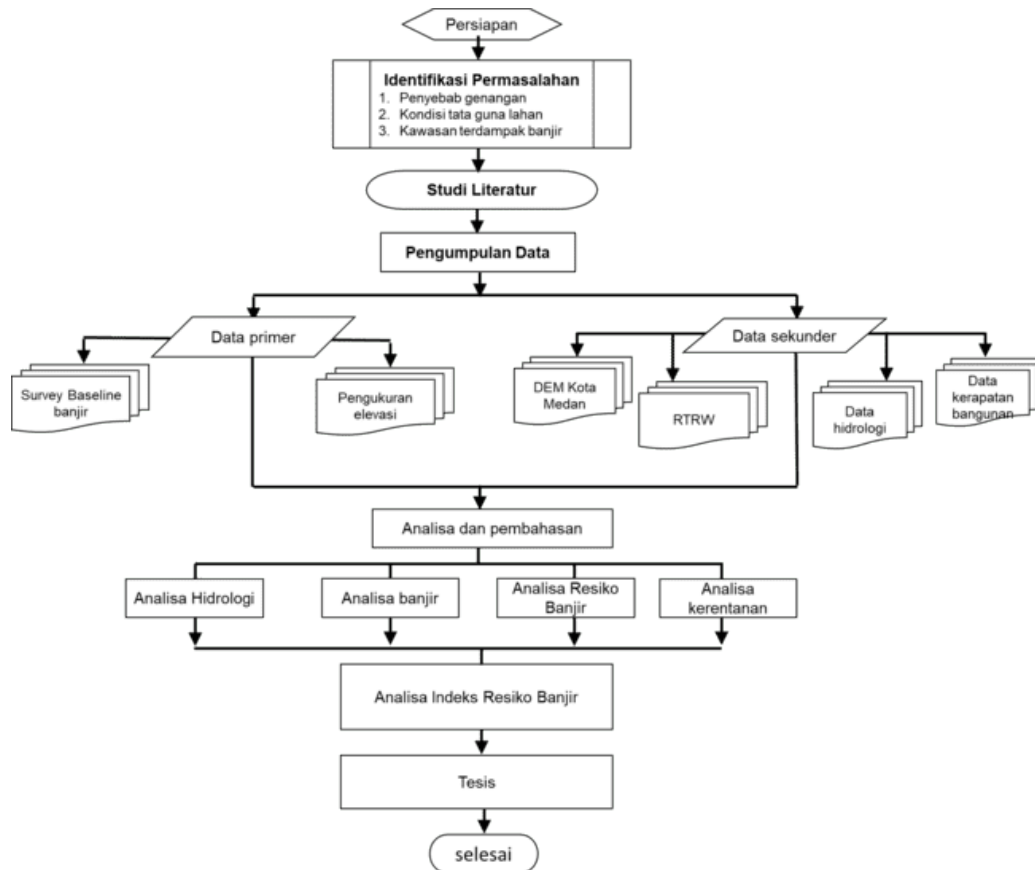 Persiapan
Identifikasi Permasalahan
1. Penyebab genangan
2. Kondisi tata guna lahan
3. Kawasan terdampak banjir
Studi Literatur
Pengumpulan Data
Data primer
Data sekunder
Survey Baseline
banjir
Pengukuran
elevasi
DEM Kota
Medan
RTRW
Data
hidrologi
Data
kerapatan
bangunan
Analisa dan pembahasan
Analisa Hidrologi
Analisa banjir
Analisa Resiko
Banjir
Analisa
kerentanan
Analisa Indeks Resiko Banjir
Tesis
selesai